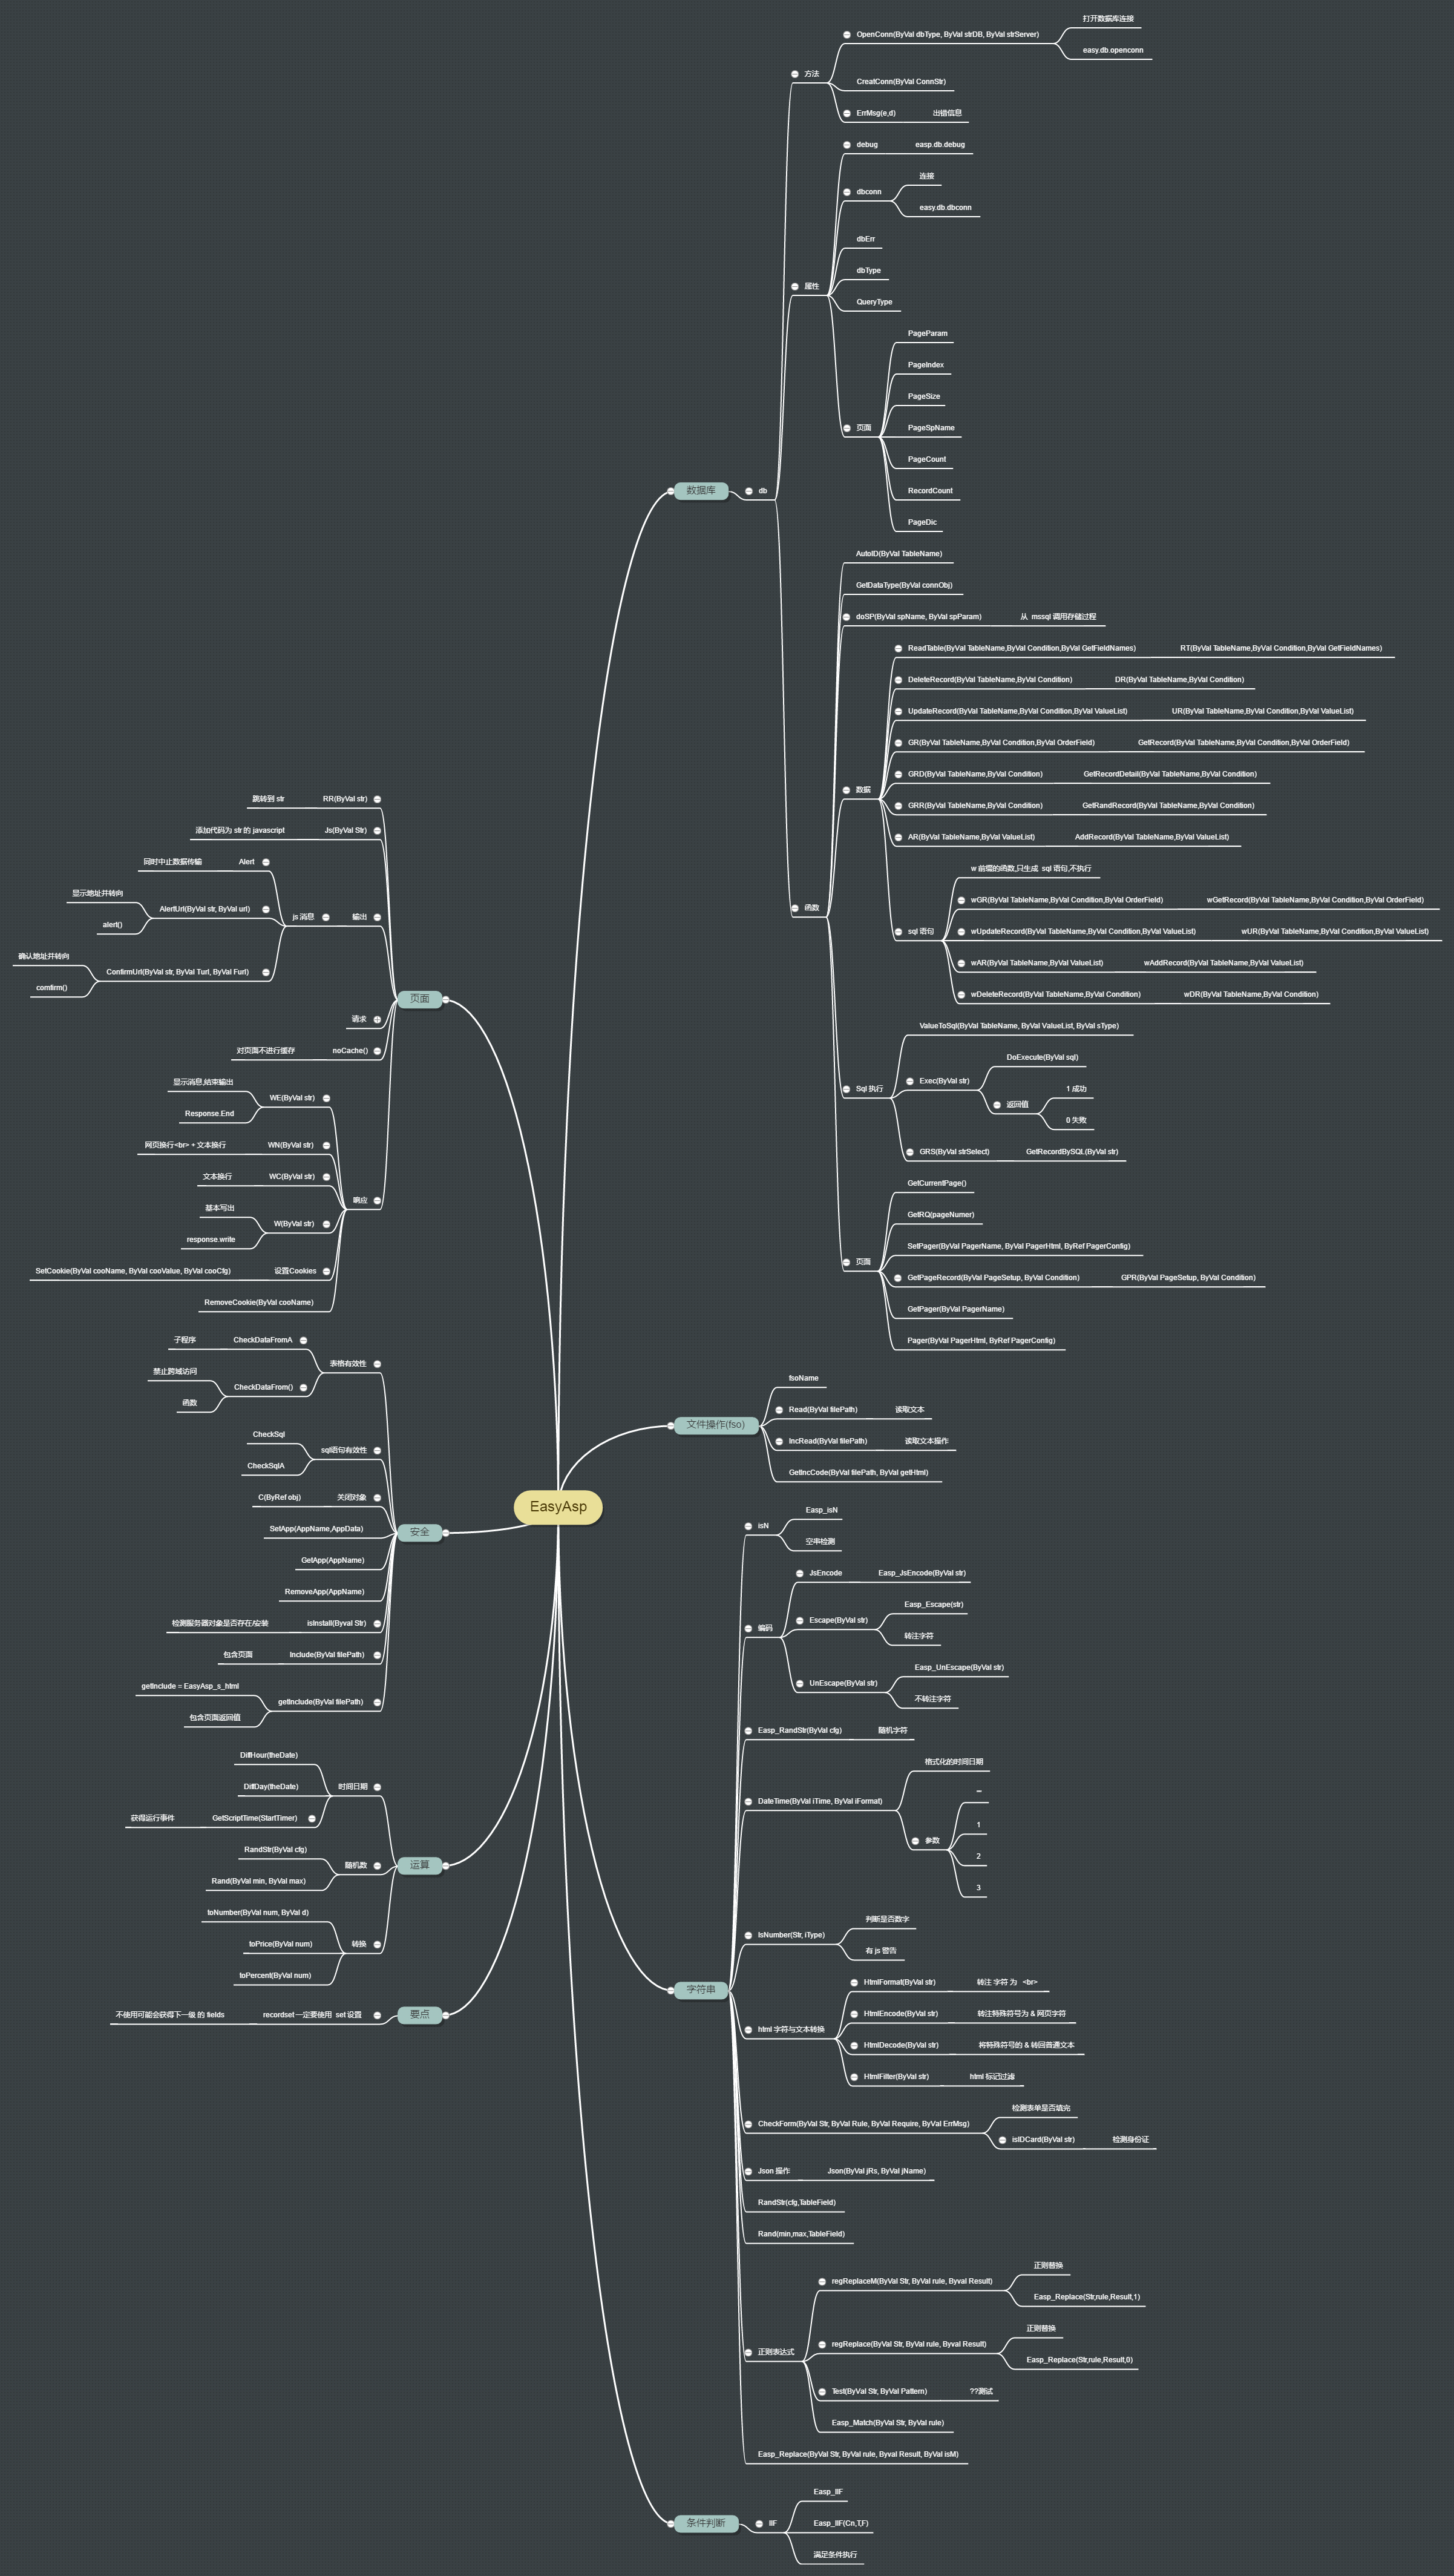 EasyAsp
数据库
db
方法
OpenConn(ByVal dbType, ByVal strDB, ByVal strServer)
打开数据库连接
easy.db.openconn
CreatConn(ByVal ConnStr)
ErrMsg(e,d)
出错信息
属性
debug
easp.db.debug
dbconn
连接
easy.db.dbconn
dbErr
dbType
QueryType
页面
PageParam
PageIndex
PageSize
PageSpName
PageCount
RecordCount
PageDic
函数
AutoID(ByVal TableName)
GetDataType(ByVal connObj)
doSP(ByVal spName, ByVal spParam)
从 mssql 调用存储过程
数据
ReadTable(ByVal TableName,ByVal Condition,ByVal GetFieldNames)
RT(ByVal TableName,ByVal Condition,ByVal GetFieldNames)
DeleteRecord(ByVal TableName,ByVal Condition)
DR(ByVal TableName,ByVal Condition)
UpdateRecord(ByVal TableName,ByVal Condition,ByVal ValueList)
UR(ByVal TableName,ByVal Condition,ByVal ValueList)
GR(ByVal TableName,ByVal Condition,ByVal OrderField)
GetRecord(ByVal TableName,ByVal Condition,ByVal OrderField)
GRD(ByVal TableName,ByVal Condition)
GetRecordDetail(ByVal TableName,ByVal Condition)
GRR(ByVal TableName,ByVal Condition)
GetRandRecord(ByVal TableName,ByVal Condition)
AR(ByVal TableName,ByVal ValueList)
AddRecord(ByVal TableName,ByVal ValueList)
sql 语句
w 前缀的函数,只生成 sql 语句,不执行
wGR(ByVal TableName,ByVal Condition,ByVal OrderField)
wGetRecord(ByVal TableName,ByVal Condition,ByVal OrderField)
wUpdateRecord(ByVal TableName,ByVal Condition,ByVal ValueList)
wUR(ByVal TableName,ByVal Condition,ByVal ValueList)
wAR(ByVal TableName,ByVal ValueList)
wAddRecord(ByVal TableName,ByVal ValueList)
wDeleteRecord(ByVal TableName,ByVal Condition)
wDR(ByVal TableName,ByVal Condition)
Sql 执行
ValueToSql(ByVal TableName, ByVal ValueList, ByVal sType)
Exec(ByVal str)
DoExecute(ByVal sql)
返回值
1 成功
0 失败
GRS(ByVal strSelect)
GetRecordBySQL(ByVal str)
页面
GetCurrentPage()
GetRQ(pageNumer)
SetPager(ByVal PagerName, ByVal PagerHtml, ByRef PagerConfig)
GetPageRecord(ByVal PageSetup, ByVal Condition)
GPR(ByVal PageSetup, ByVal Condition)
GetPager(ByVal PagerName)
Pager(ByVal PagerHtml, ByRef PagerConfig)
文件操作(fso)
fsoName
Read(ByVal filePath)
读取文本
IncRead(ByVal filePath)
读取文本操作
GetIncCode(ByVal filePath, ByVal getHtml)
字符串
isN
Easp_isN
空串检测
编码
JsEncode
Easp_JsEncode(ByVal str)
Escape(ByVal str)
Easp_Escape(str)
转注字符
UnEscape(ByVal str)
Easp_UnEscape(ByVal str)
不转注字符
Easp_RandStr(ByVal cfg)
随机字符
DateTime(ByVal iTime, ByVal iFormat)
格式化的时间日期
参数
1
2
3
IsNumber(Str, iType)
判断是否数字
有 js 警告
html 字符与文本转换
HtmlFormat(ByVal str)
转注 字符 为 <br>
HtmlEncode(ByVal str)
转注特殊符号为 & 网页字符
HtmlDecode(ByVal str)
将特殊符号的 & 转回普通文本
HtmlFilter(ByVal str)
html 标记过滤
CheckForm(ByVal Str, ByVal Rule, ByVal Require, ByVal ErrMsg)
检测表单是否填完
isIDCard(ByVal str)
检测身份证
Json 操作
Json(ByVal jRs, ByVal jName)
RandStr(cfg,TableField)
Rand(min,max,TableField)
正则表达式
regReplaceM(ByVal Str, ByVal rule, Byval Result)
正则替换
Easp_Replace(Str,rule,Result,1)
regReplace(ByVal Str, ByVal rule, Byval Result)
正则替换
Easp_Replace(Str,rule,Result,0)
Test(ByVal Str, ByVal Pattern)
??测试
Easp_Match(ByVal Str, ByVal rule)
Easp_Replace(ByVal Str, ByVal rule, Byval Result, ByVal isM)
条件判断
IIF
Easp_IIF
Easp_IIF(Cn,T,F)
满足条件执行
页面
RR(ByVal str)
跳转到 str
Js(ByVal Str)
添加代码为 str 的 javascript
输出
js 消息
Alert
同时中止数据传输
AlertUrl(ByVal str, ByVal url)
显示地址并转向
alert()
ConfirmUrl(ByVal str, ByVal Turl, ByVal Furl)
确认地址并转向
comfirm()
请求
noCache()
对页面不进行缓存
响应
WE(ByVal str)
显示消息,结束输出
Response.End
WN(ByVal str)
网页换行<br> + 文本换行
WC(ByVal str)
文本换行
W(ByVal str)
基本写出
response.write
设置Cookies
SetCookie(ByVal cooName, ByVal cooValue, ByVal cooCfg)
RemoveCookie(ByVal cooName)
安全
表格有效性
CheckDataFromA
子程序
CheckDataFrom()
禁止跨域访问
函数
sql语句有效性
CheckSql
CheckSqlA
关闭对象
C(ByRef obj)
SetApp(AppName,AppData)
GetApp(AppName)
RemoveApp(AppName)
isInstall(Byval Str)
检测服务器对象是否存在/安装
Include(ByVal filePath)
包含页面
getInclude(ByVal filePath)
getInclude = EasyAsp_s_html
包含页面返回值
运算
时间日期
DiffHour(theDate)
DiffDay(theDate)
GetScriptTime(StartTimer)
获得运行事件
随机数
RandStr(ByVal cfg)
Rand(ByVal min, ByVal max)
转换
toNumber(ByVal num, ByVal d)
toPrice(ByVal num)
toPercent(ByVal num)
要点
recordset 一定要使用 set 设置
不使用可能会获得下一级 的 fields